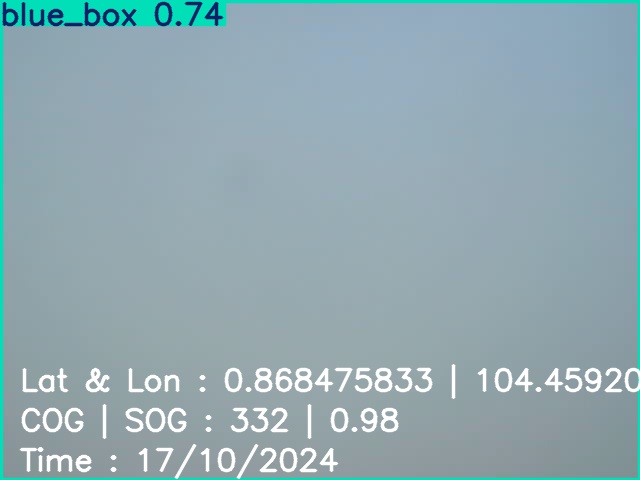 blue_box 0.74
Lat & Lon : 0.868475833 | 104.45920
COG | SOG : 332 | 0.98
Time : 17/10/2024